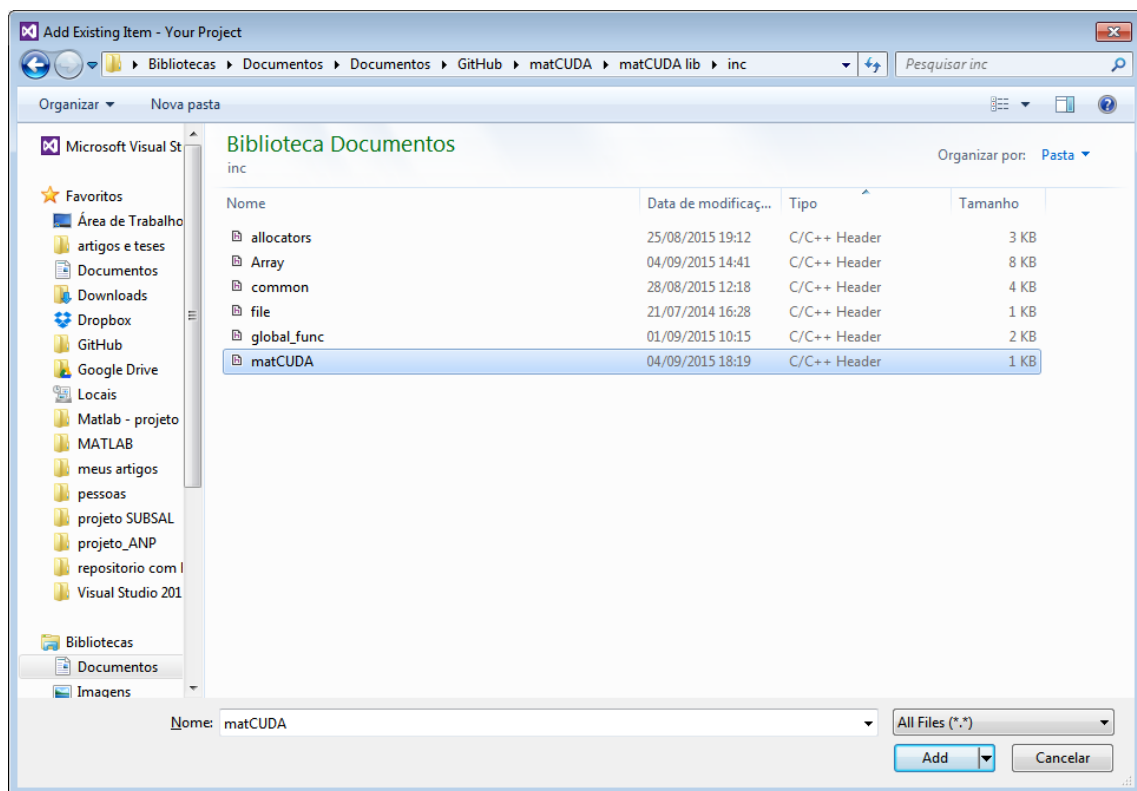 Add Existing Item - Your Project
Bibliotecas Documentos Documentos GitHub matCUDA matCUDA lib inc
Pesquisar inc
Organizar Nova pasta
Microsoft Visual St
Favoritos
Área de Trabalho
artigos e teses
Documentos
Downloads
Dropbox
GitHub
Google Drive
Locais
Matlab - projeto
MATLAB
meus artigos
pessoas
projeto SUBSAL
projeto_ANP
repositorio com
Visual Studio 201
Bibliotecas
Documentos
Imagens
Biblioteca Documentos
inc
Organizar por: Pasta
Nome Data de modificaç... Tipo Tamanho
allocators 25/08/2015 19:12 C/C++ Header 3 KB
Array 04/09/2015 14:41 C/C++ Header 8 KB
common 28/08/2015 12:18 C/C++ Header 4 KB
file 21/07/2014 16:28 C/C++ Header 1 KB
global_func 01/09/2015 10:15 C/C++ Header 2 KB
matCUDA 04/09/2015 18:19 C/C++ Header 1 KB
Nome: matCUDA
All Files (*.*)
Add Cancelar